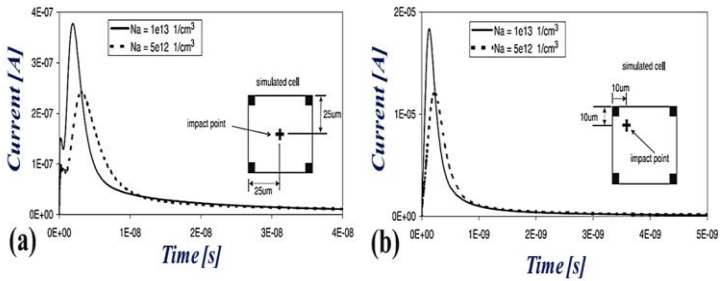 4E-07
3E-07
2E-07
1E-07
0E+00
Current [A]
Na = 1e13 1/cm³
Na = 5e12 1/cm³
simulated cell
impact point
25um
25um
0E+00 1E-08 2E-08 3E-08 4E-08
(a)
Time [s]
2E-05
1E-05
0E+00
Current [A]
Na = 1e13 1/cm³
Na = 5e12 1/cm³
simulated cell
10um
10um
impact point
0E+00 1E-09 2E-09 3E-09 4E-09 5E-09
(b)
Time [s]